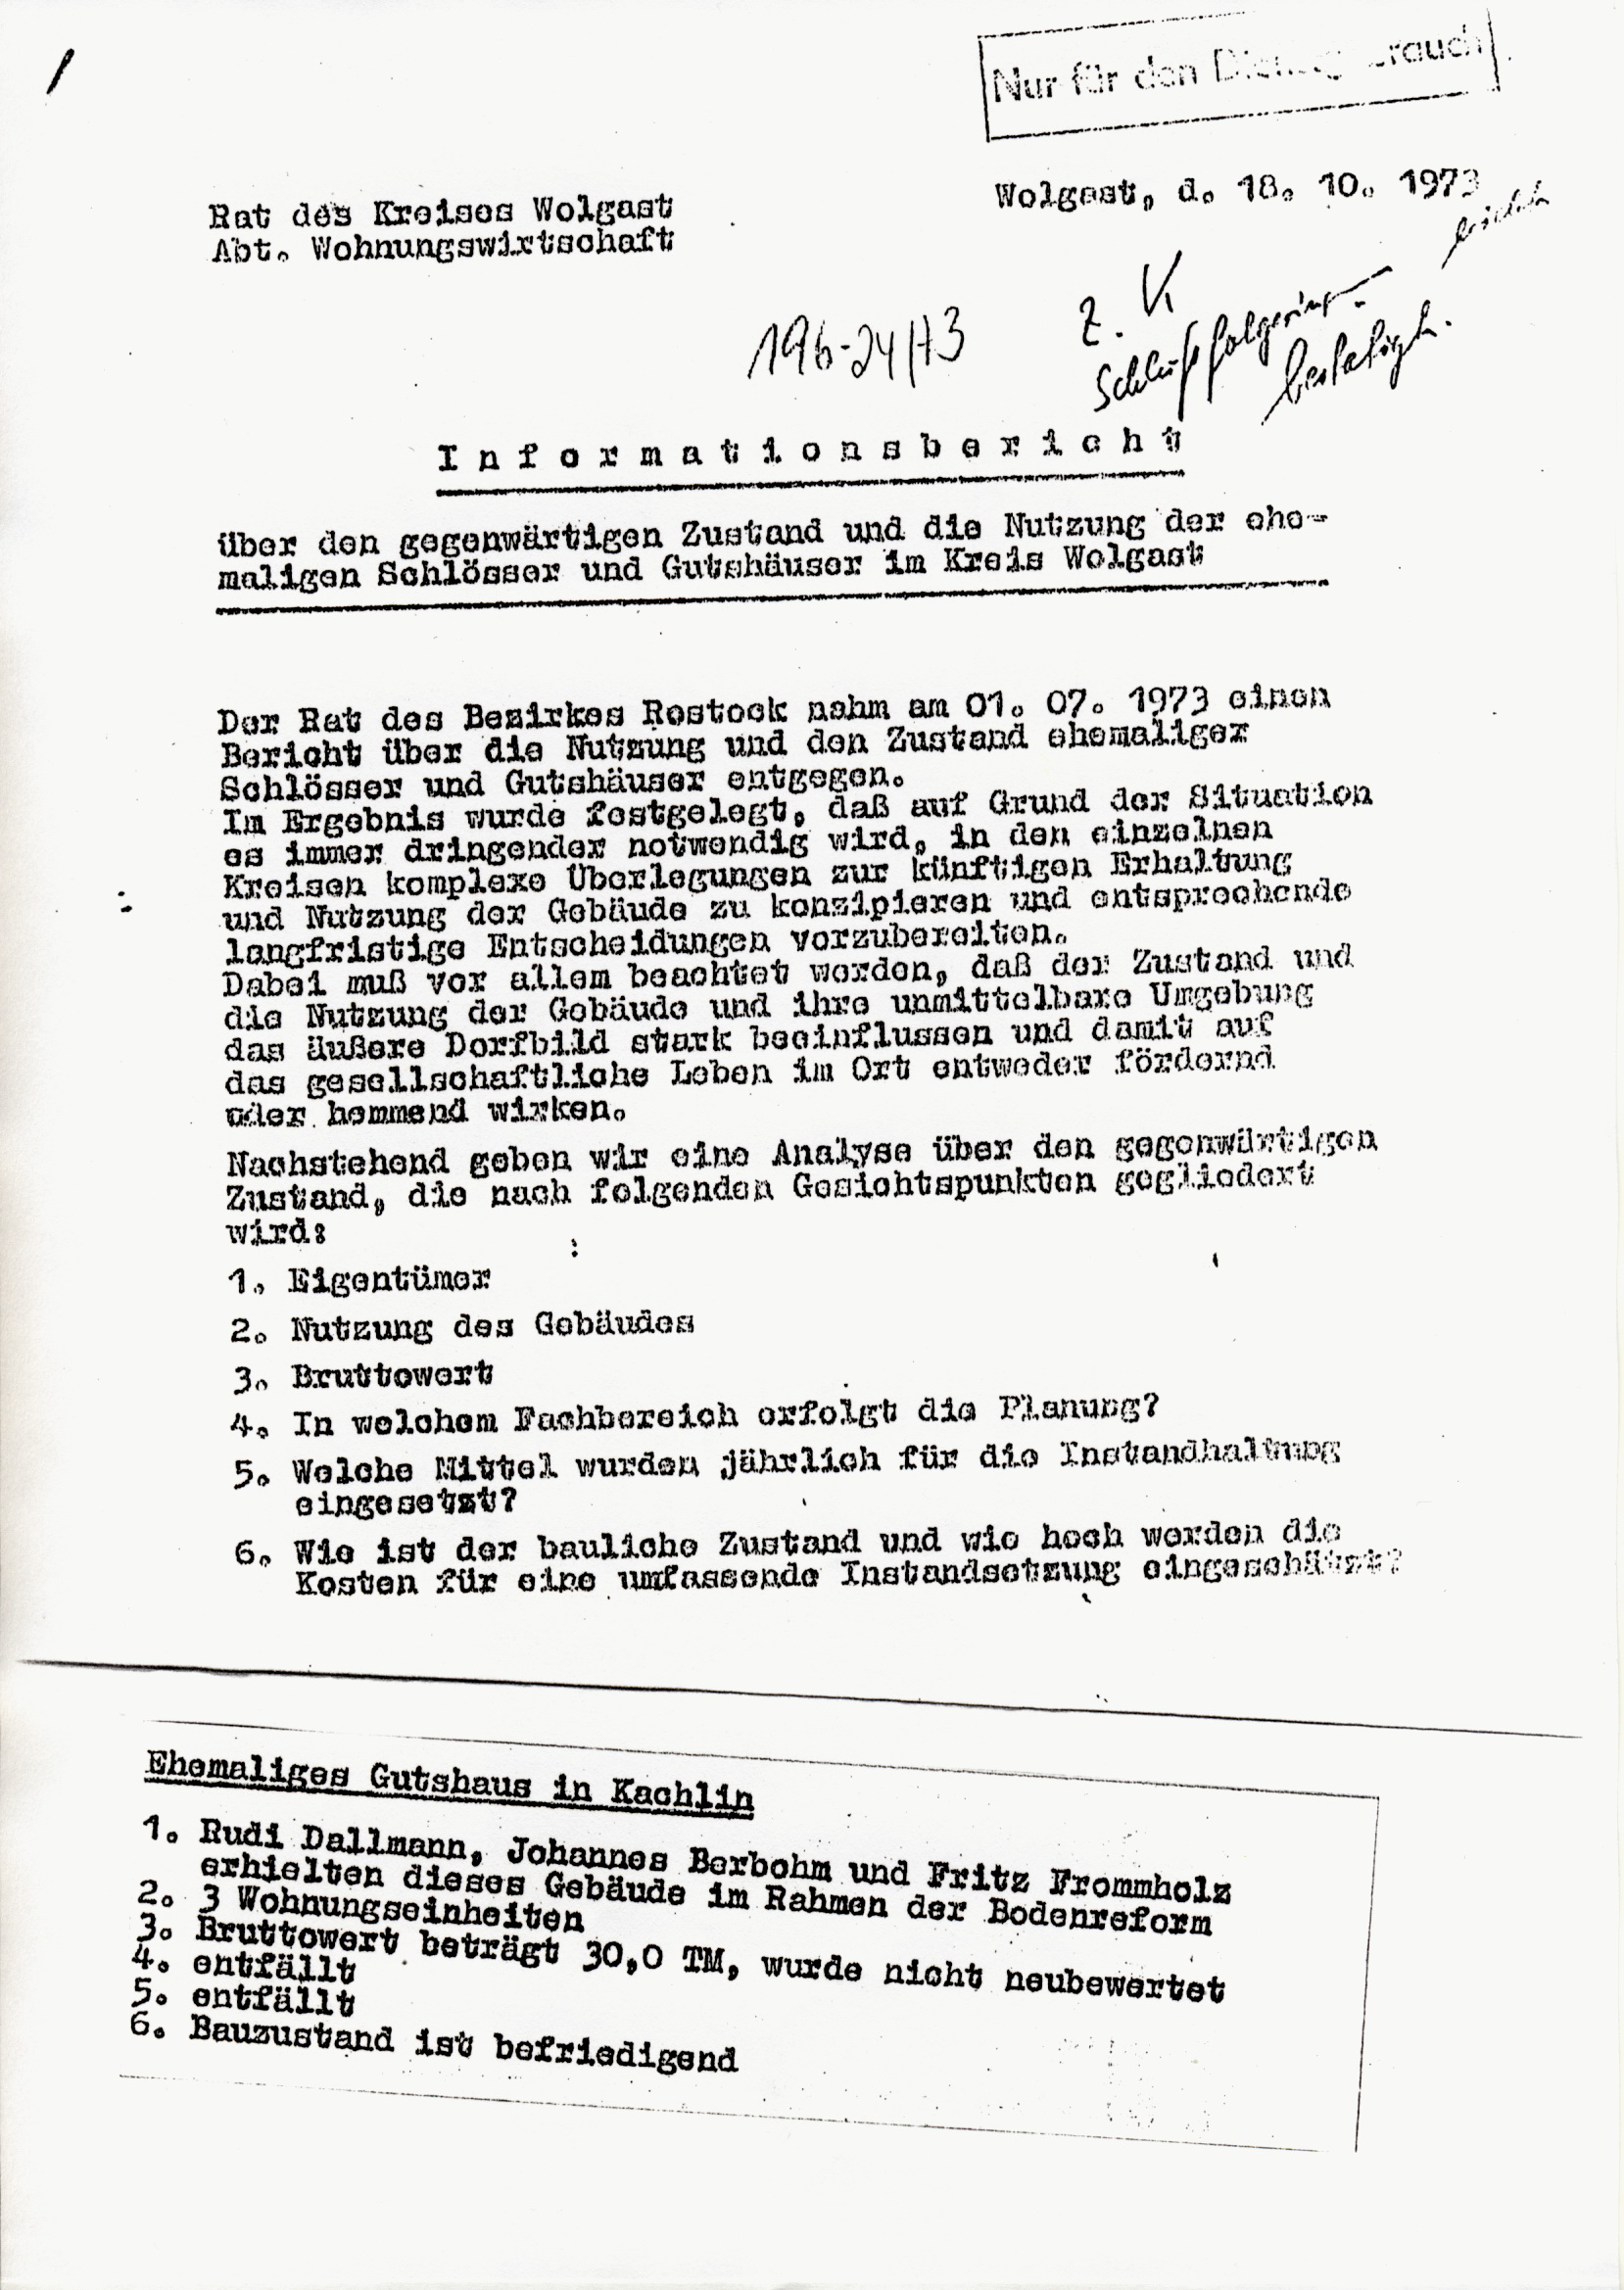 Nur für den
Rat des Kreises Wolgast
Abt. Wohnungswirtschaft
Wolgast, d. 18. 10. 1973
196-24/73
z. K
Schlußfolgerung-
bestätigt.
Informationsbericht
über den gegenwärtigen Zustand und die Nutzung der ehe-
maligen Schlösser und Gutshäuser im Kreis Wolgast
Der Rat des Bezirkes Rostock nahm am 01. 07. 1973 einen
Bericht über die Nutzung und den Zustand ehemaliger
Schlösser und Gutshäuser entgegen.
Im Ergebnis wurde festgelegt, daß auf Grund der Situation
es immer dringender notwendig wird, in den einzelnen
Kreisen komplexe Überlegungen zur künftigen Erhaltung
und Nutzung der Gebäude zu konzipieren und entsprechende
langfristige Entscheidungen vorzubereiten.
Dabei muß vor allem beachtet werden, daß der Zustand und
die Nutzung der Gebäude und ihre unmittelbare Umgebung
das äußere Dorfbild stark beeinflussen und damit auf
das gesellschaftliche Leben im Ort entweder fördernd
oder hemmend wirken.
Nachstehend geben wir eine Analyse über den gegenwärtigen
Zustand, die nach folgenden Gesichtspunkten gegliedert
wird:
1. Eigentümer
2. Nutzung des Gebäudes
3. Bruttowert
4. In welchem Fachbereich erfolgt die Planung?
5. Welche Mittel wurden jährlich für die Instandhaltung
eingesetzt?
6. Wie ist der bauliche Zustand und wie hoch werden die
Kosten für eine umfassende Instandsetzung eingeschätzt?
Ehemaliges Gutshaus in Kachlin
1. Rudi Dallmann, Johannes Berbohm und Fritz Frommholz
erhielten dieses Gebäude im Rahmen der Bodenreform
2. 3 Wohnungseinheiten
3. Bruttowert beträgt 30,0 TM, wurde nicht neubewertet
4. entfällt
5. entfällt
6. Bauzustand ist befriedigend